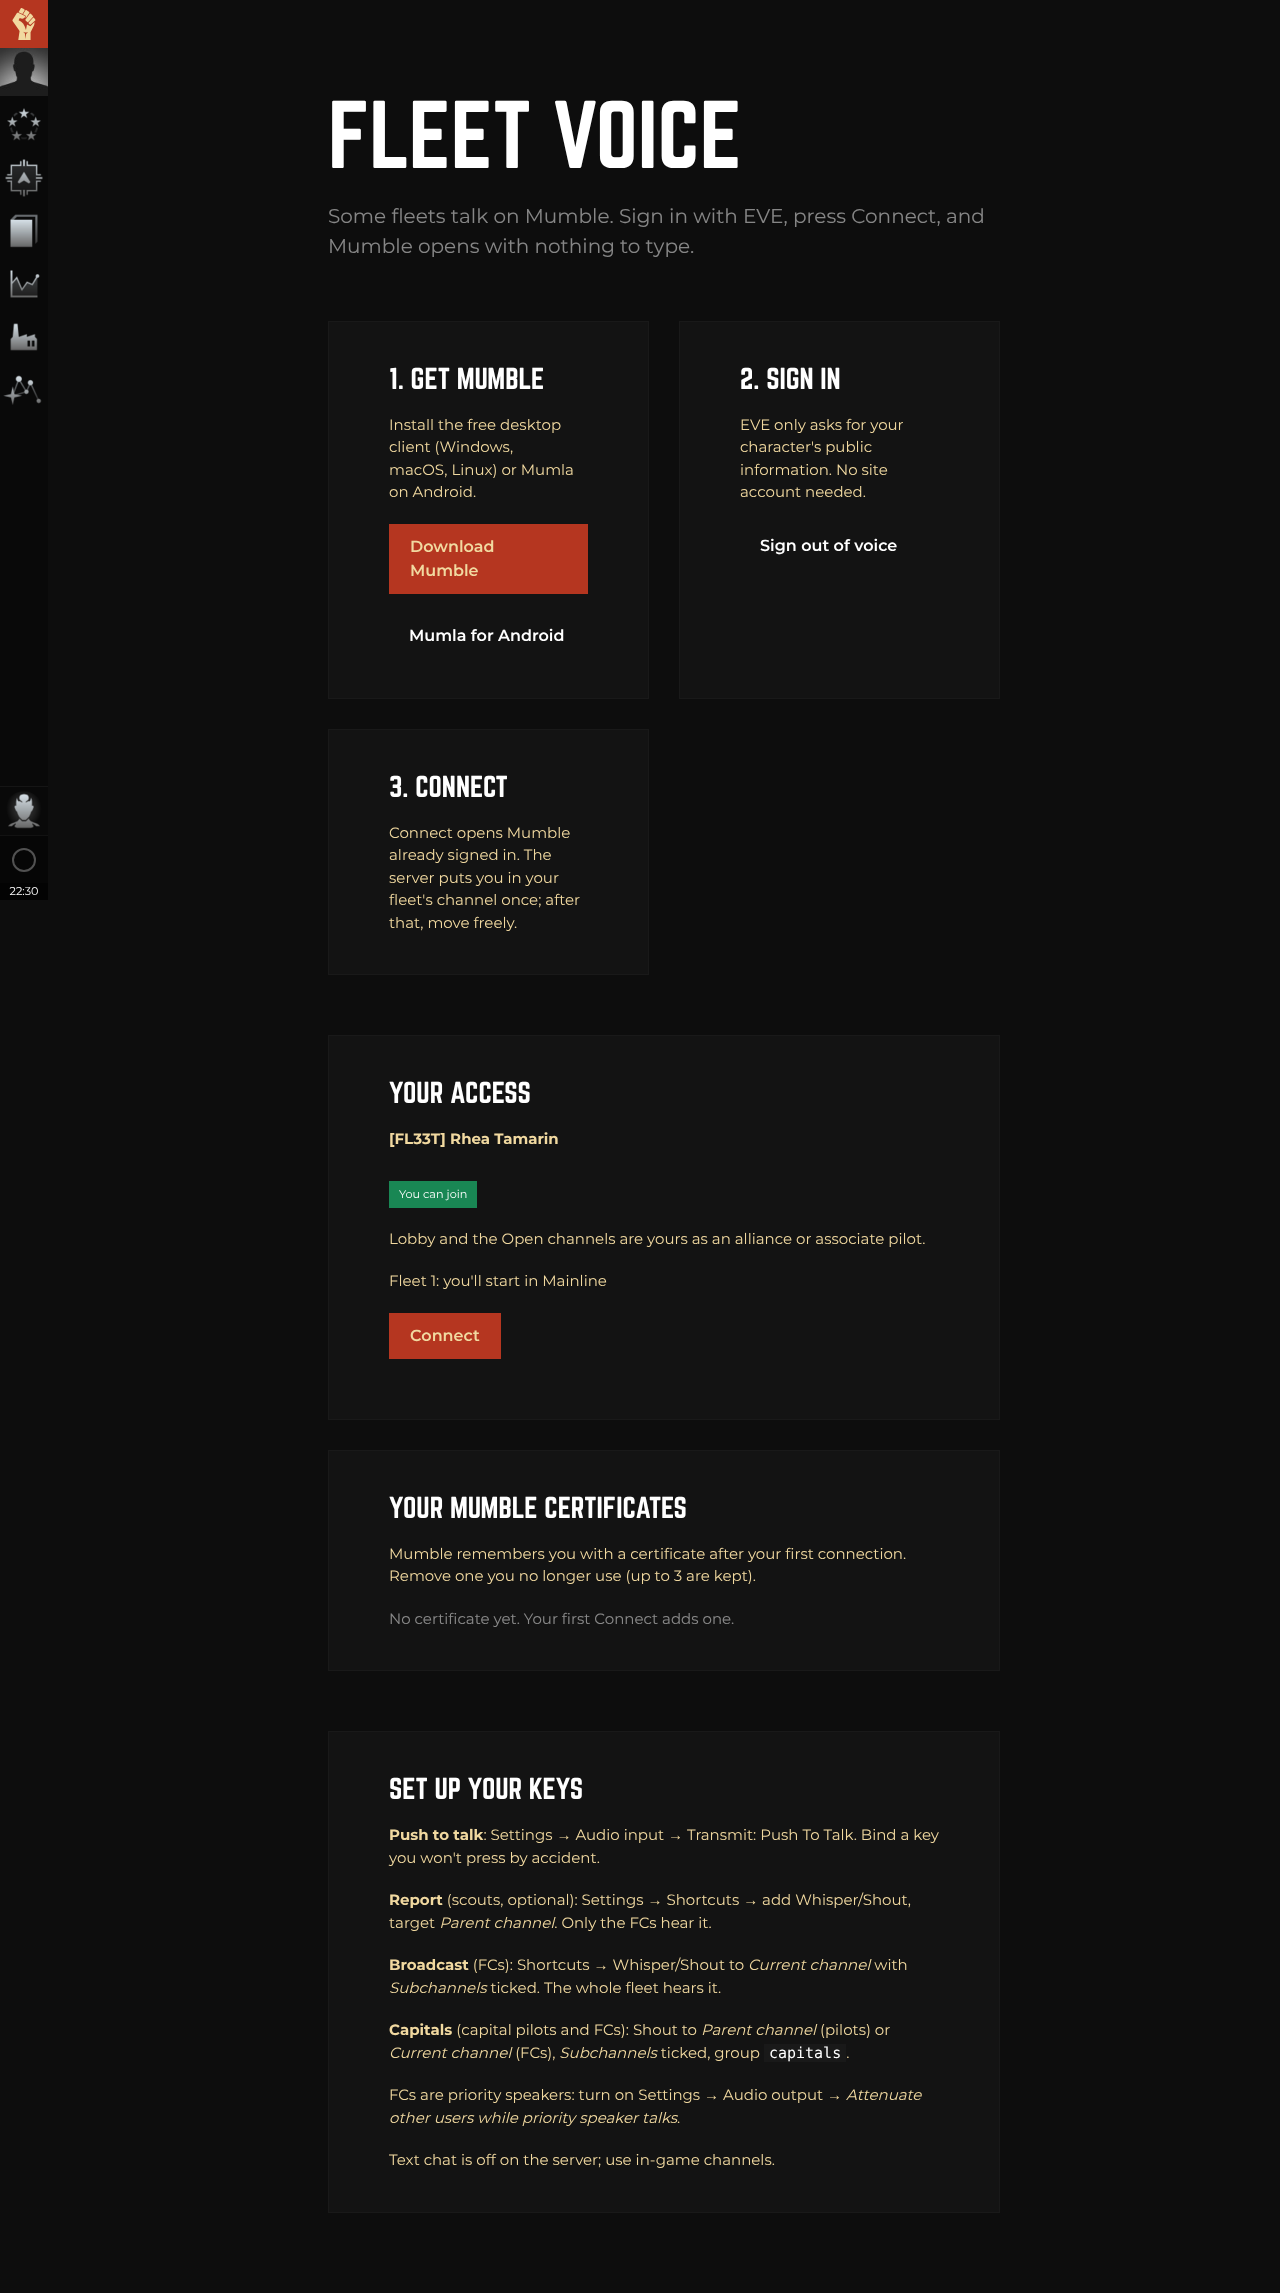 FLEET VOICE
Some fleets talk on Mumble. Sign in with EVE, press Connect, and
Mumble opens with nothing to type.
1. GET MUMBLE
Install the free desktop
client (Windows,
macOS, Linux) or Mumla
on Android.
Download
Mumble
Mumla for Android
2. SIGN IN
EVE only asks for your
character's public
information. No site
account needed.
Sign out of voice
3. CONNECT
Connect opens Mumble
already signed in. The
server puts you in your
fleet's channel once; after
that, move freely.
22:30
YOUR ACCESS
[FL33T] Rhea Tamarin
You can join
Lobby and the Open channels are yours as an alliance or associate pilot.
Fleet 1: you'll start in Mainline
Connect
YOUR MUMBLE CERTIFICATES
Mumble remembers you with a certificate after your first connection.
Remove one you no longer use (up to 3 are kept).
No certificate yet. Your first Connect adds one.
SET UP YOUR KEYS
Push to talk: Settings → Audio input → Transmit: Push To Talk. Bind a key
you won't press by accident.
Report (scouts, optional): Settings → Shortcuts → add Whisper/Shout,
target Parent channel. Only the FCs hear it.
Broadcast (FCs): Shortcuts → Whisper/Shout to Current channel with
Subchannels ticked. The whole fleet hears it.
Capitals (capital pilots and FCs): Shout to Parent channel (pilots) or
Current channel (FCs), Subchannels ticked, group capitals.
FCs are priority speakers: turn on Settings → Audio output → Attenuate
other users while priority speaker talks.
Text chat is off on the server; use in-game channels.